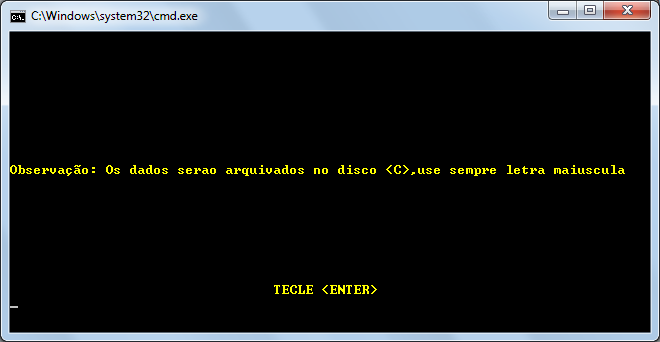 C:\Windows\system32\cmd.exe
Observação: Os dados serao arquivados no disco <C>,use sempre letra maiuscula
TECLE <ENTER>